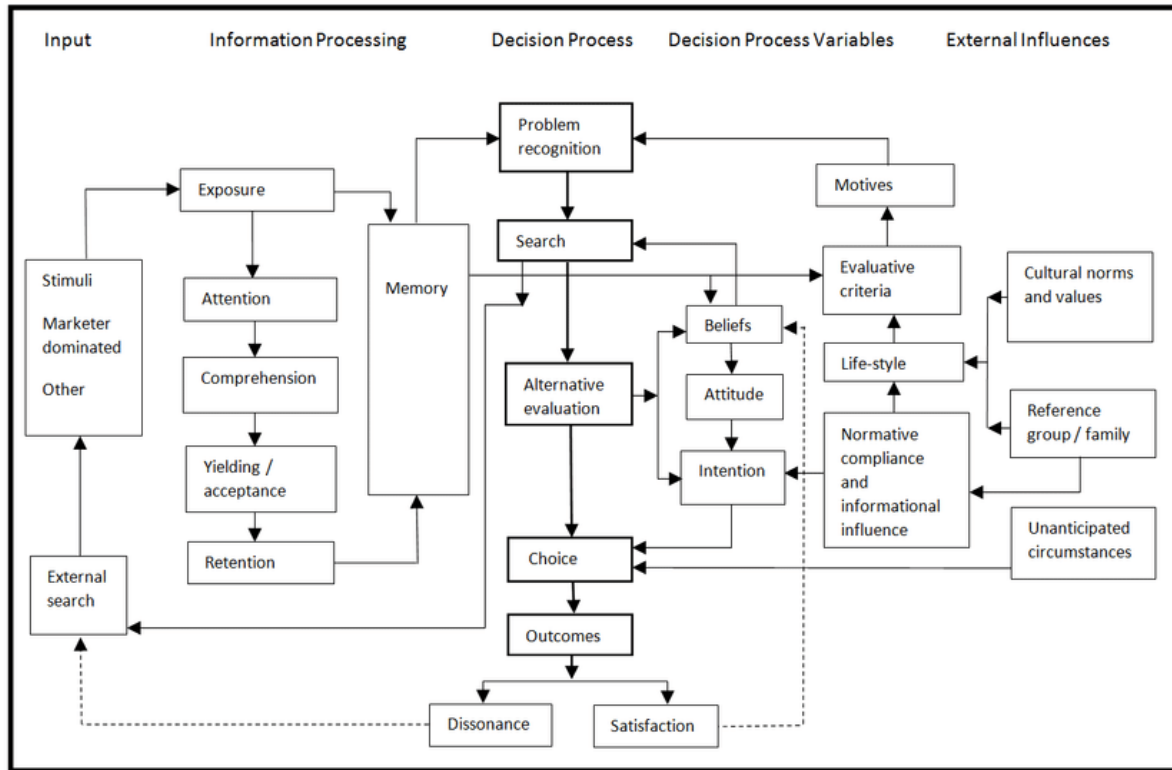 Input
Information Processing
Decision Process
Decision Process Variables
External Influences
Stimuli
Marketer
dominated
Other
External
search
Exposure
Attention
Comprehension
Yielding /
acceptance
Retention
Memory
Problem
recognition
Search
Alternative
evaluation
Choice
Outcomes
Dissonance
Satisfaction
Beliefs
Attitude
Intention
Motives
Evaluative
criteria
Life-style
Normative
compliance
and
informational
influence
Cultural norms
and values
Reference
group / family
Unanticipated
circumstances